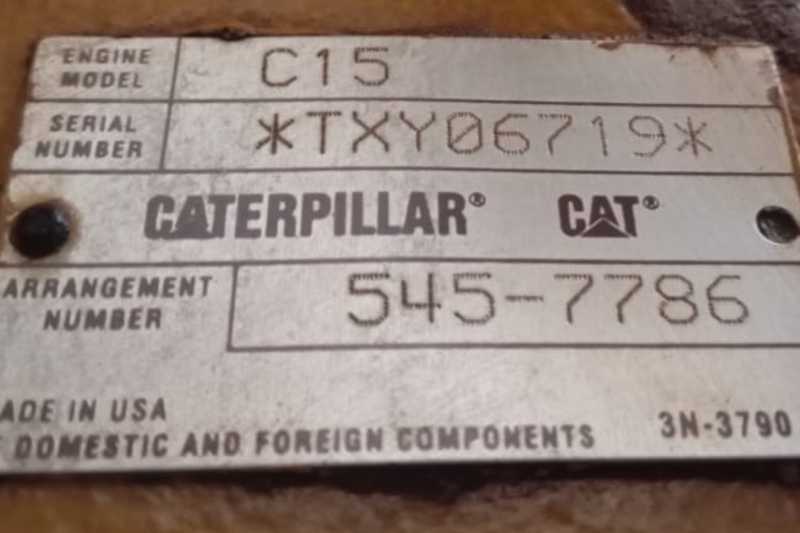 ENGINE MODEL C15
SERIAL NUMBER *TXY06719*
CATERPILLAR® CAT®
ARRANGEMENT NUMBER 545-7786
ADE IN USA
DOMESTIC AND FOREIGN COMPONENTS 3N-3790